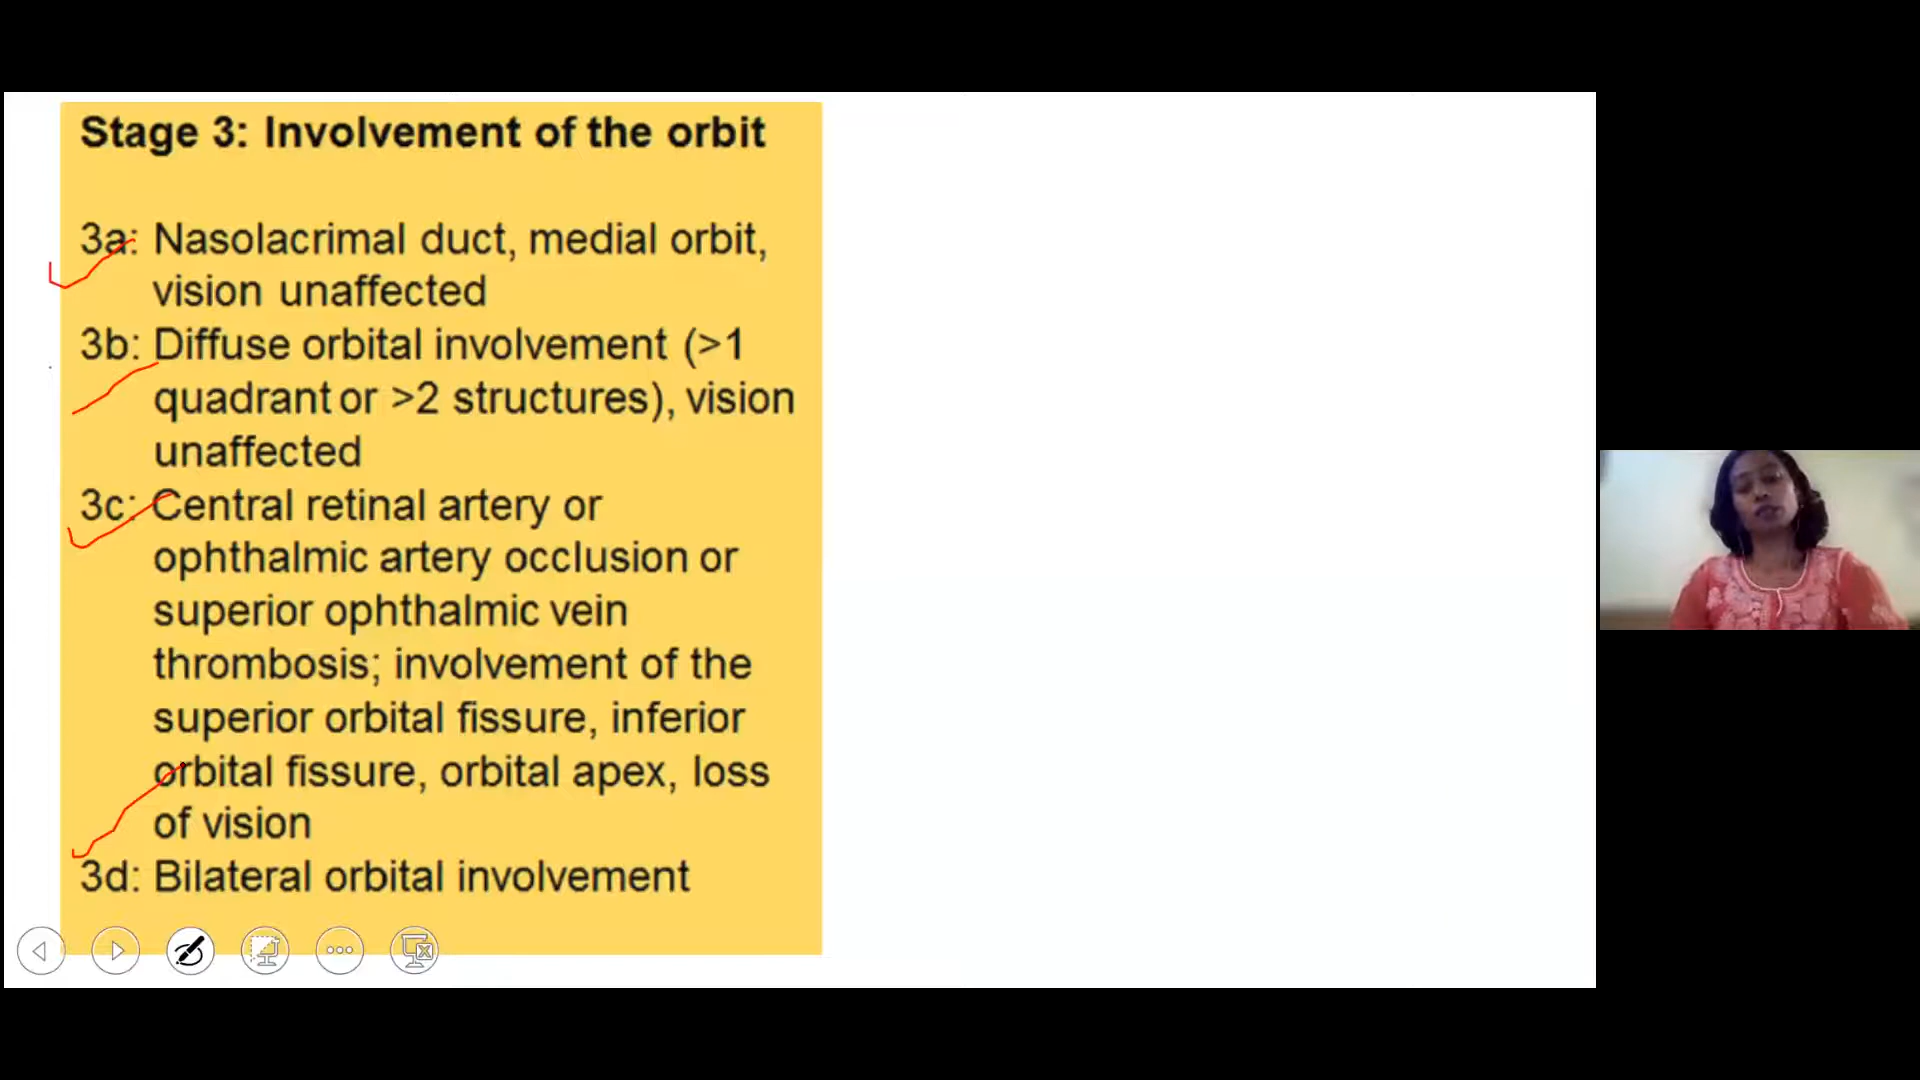 Stage 3: Involvement of the orbit
3a: Nasolacrimal duct, medial orbit,
vision unaffected
3b: Diffuse orbital involvement (>1
quadrant or >2 structures), vision
unaffected
3c: Central retinal artery or
ophthalmic artery occlusion or
superior ophthalmic vein
thrombosis; involvement of the
superior orbital fissure, inferior
orbital fissure, orbital apex, loss
of vision
3d: Bilateral orbital involvement